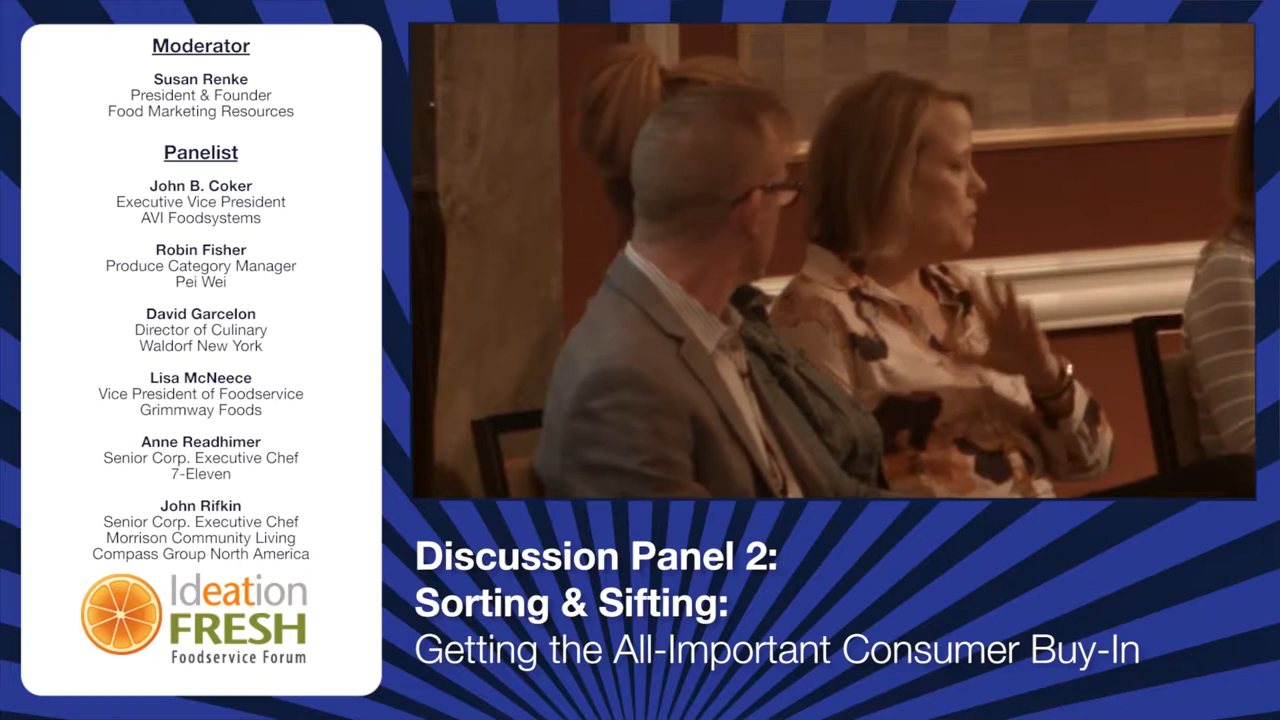 Moderator
Susan Renke
President & Founder
Food Marketing Resources
Panelist
John B. Coker
Executive Vice President
AVI Foodsystems
Robin Fisher
Produce Category Manager
Pei Wei
David Garcelon
Director of Culinary
Waldorf New York
Lisa McNeece
Vice President of Foodservice
Grimmway Foods
Anne Readhimer
Senior Corp. Executive Chef
7-Eleven
John Rifkin
Senior Corp. Executive Chef
Morrison Community Living
Compass Group North America
Ideation
FRESH
Foodservice Forum
Discussion Panel 2:
Sorting & Sifting:
Getting the All-Important Consumer Buy-In